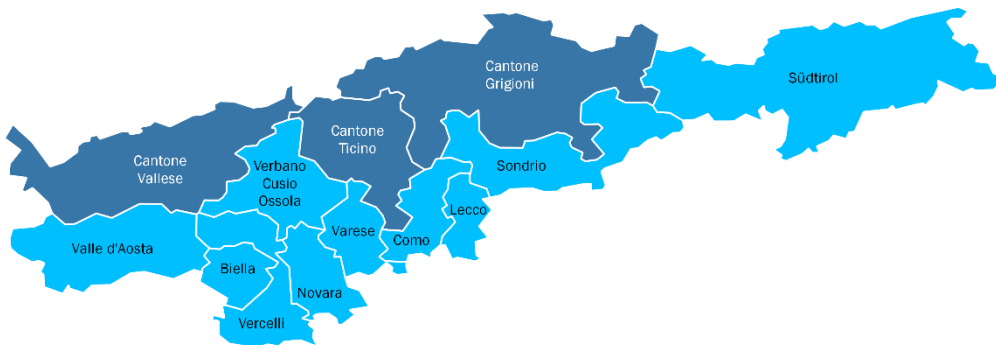 Cantone
Grigioni
Südtirol
Cantone
Ticino
Cantone
Vallese
Verbano
Cusio
Ossola
Sondrio
Lecco
Varese
Como
Valle d'Aosta
Biella
Novara
Vercelli